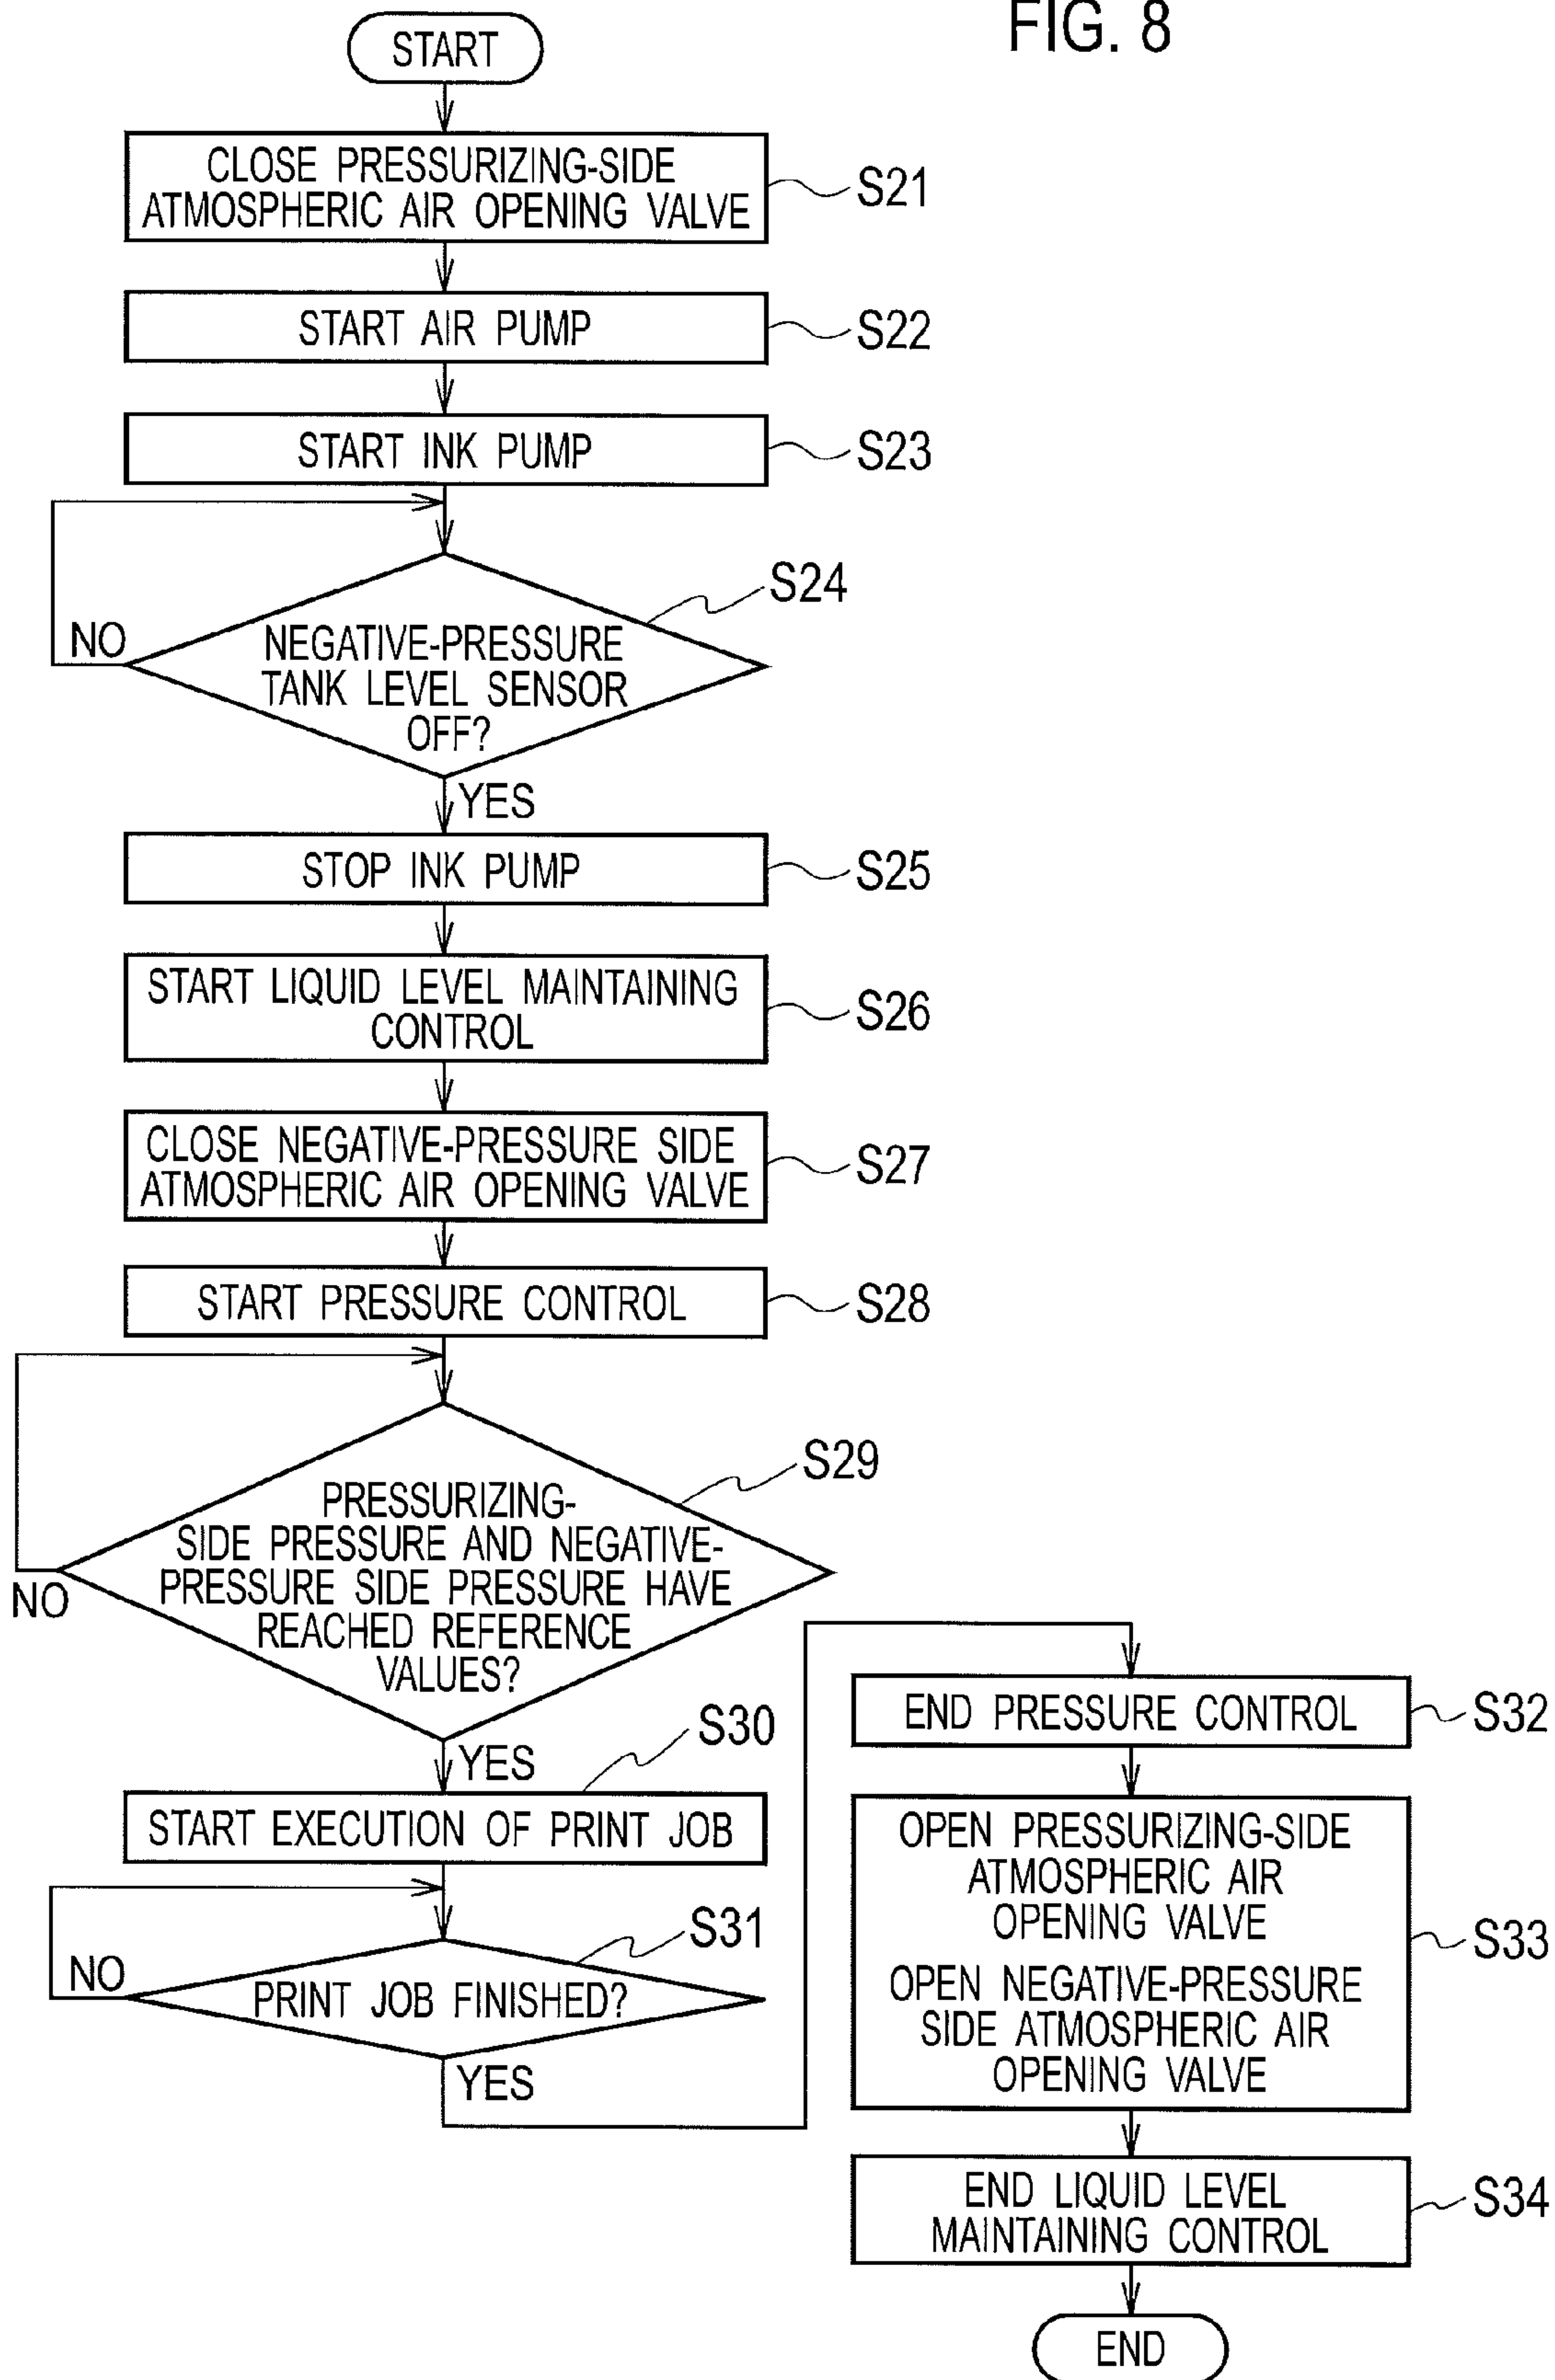 FIG. 8
START
CLOSE PRESSURIZING-SIDE
ATMOSPHERIC AIR OPENING VALVE
S21
START AIR PUMP
S22
START INK PUMP
S23
S24
NO
NEGATIVE-PRESSURE
TANK LEVEL SENSOR
OFF?
YES
STOP INK PUMP
S25
START LIQUID LEVEL MAINTAINING
CONTROL
S26
CLOSE NEGATIVE-PRESSURE SIDE
ATMOSPHERIC AIR OPENING VALVE
S27
START PRESSURE CONTROL
S28
S29
PRESSURIZING-
SIDE PRESSURE AND NEGATIVE-
PRESSURE SIDE PRESSURE HAVE
REACHED REFERENCE
VALUES?
NO
YES
S30
START EXECUTION OF PRINT JOB
S31
NO
PRINT JOB FINISHED?
YES
END PRESSURE CONTROL
S32
OPEN PRESSURIZING-SIDE
ATMOSPHERIC AIR
OPENING VALVE
OPEN NEGATIVE-PRESSURE
SIDE ATMOSPHERIC AIR
OPENING VALVE
S33
END LIQUID LEVEL
MAINTAINING CONTROL
S34
END